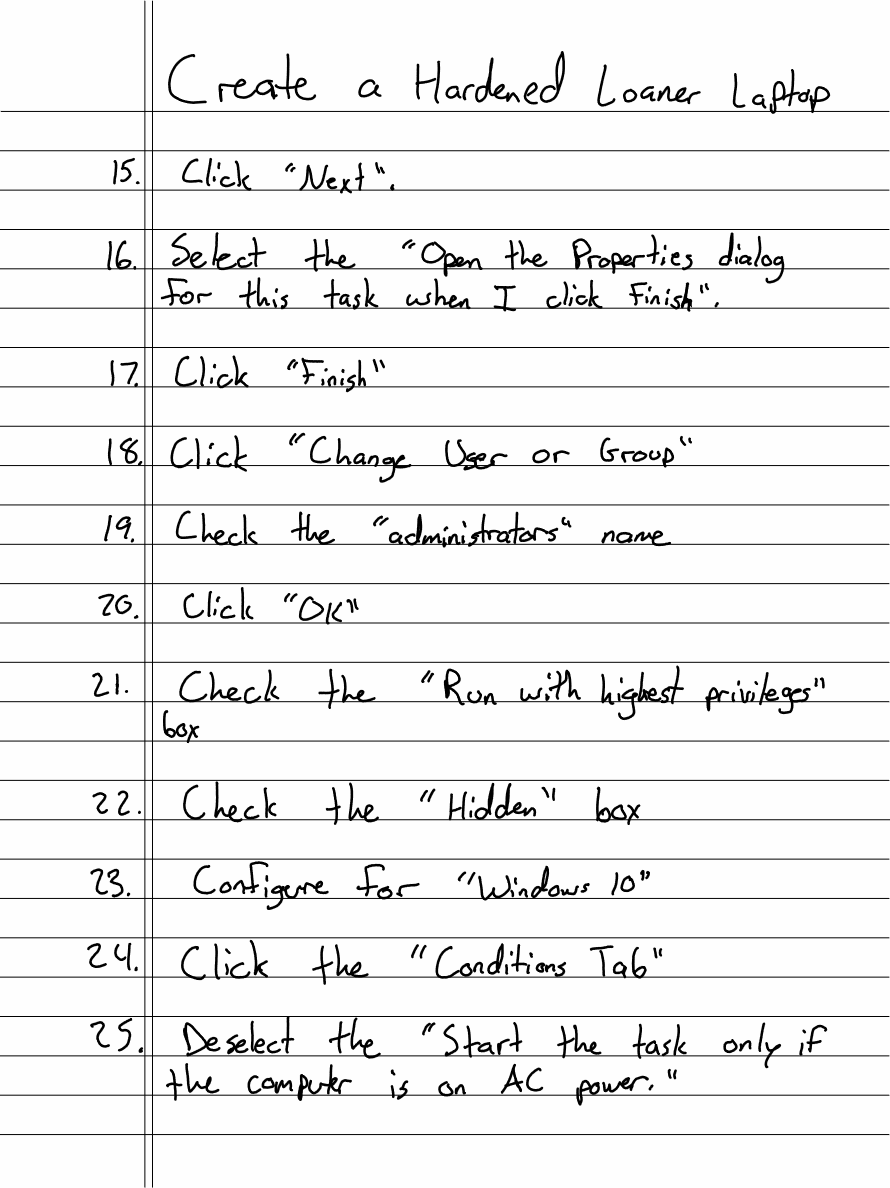 Create a Hardened Loaner Laptop
15. Click "Next".
16. Select the "Open the Properties dialog
for this task when I click Finish".
17. Click "Finish"
18. Click "Change User or Group"
19. Check the "administrators" name
20. Click "OK"
21. Check the "Run with highest privileges"
box
22. Check the "Hidden" box
23. Configure for "Windows 10"
24. Click the "Conditions Tab"
25. Deselect the "Start the task only if
the computer is on AC power."